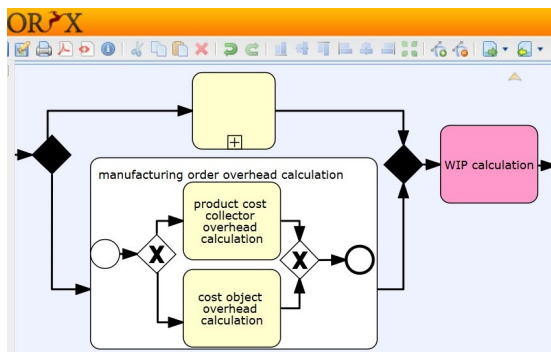 ORYX
manufacturing order overhead calculation
product cost
collector
overhead
calculation
cost object
overhead
calculation
WIP calculation
X
X